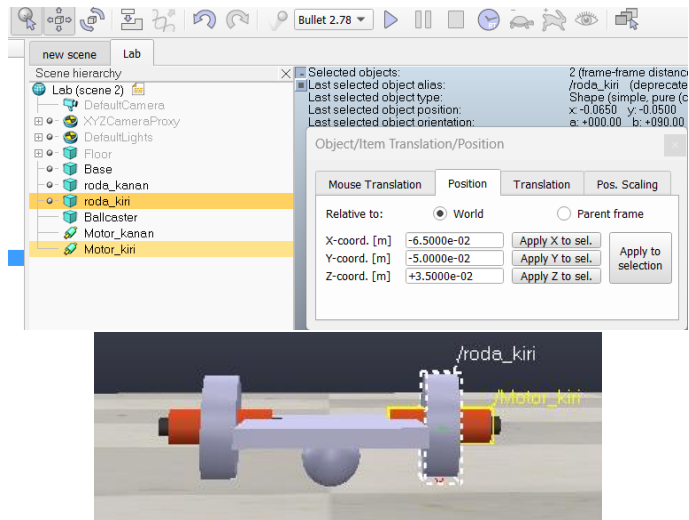 Bullet 2.78
new scene Lab
Scene hierarchy
Lab (scene 2)
DefaultCamera
XYZCameraProxy
DefaultLights
Floor
Base
roda_kanan
roda_kiri
Ballcaster
Motor_kanan
Motor_kiri
Selected objects: 2 (frame-frame distanc
Last selected object alias: /roda_kiri (deprecate
Last selected object type: Shape (simple, pure (c
Last selected object position: x: -0.0650 y: -0.0500
Last selected object orientation: a: +000.00 b: +090.00
Object/Item Translation/Position
Mouse Translation Position Translation Pos. Scaling
Relative to: World Parent frame
X-coord. [m] -6.5000e-02 Apply X to sel.
Y-coord. [m] -5.0000e-02 Apply Y to sel.
Z-coord. [m] +3.5000e-02 Apply Z to sel.
Apply to
selection
/roda_kiri
/Motor_kiri